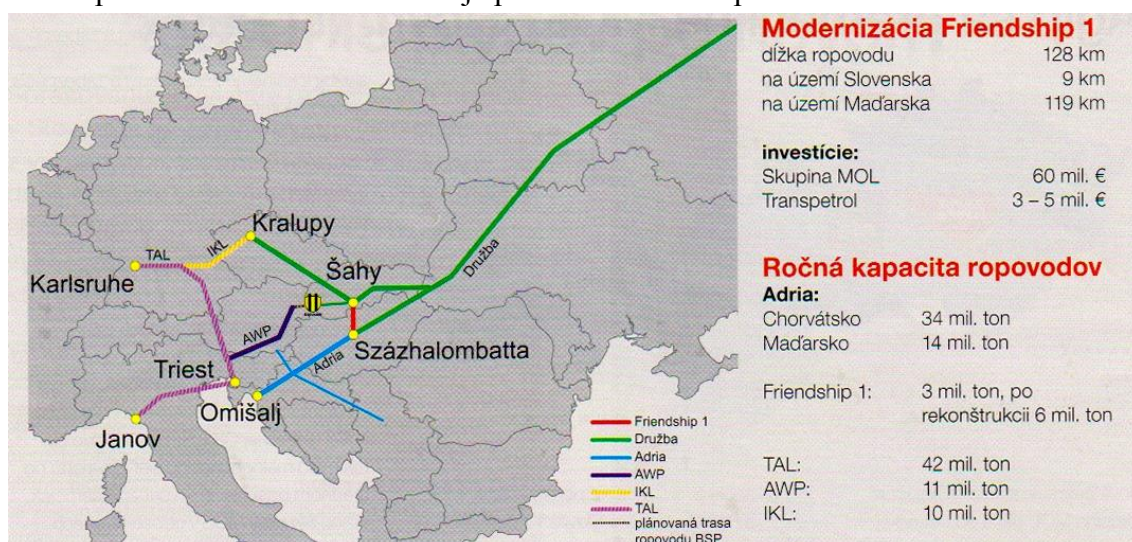 Modernizácia Friendship 1
dĺžka ropovodu 128 km
na území Slovenska 9 km
na území Maďarska 119 km
investície:
Skupina MOL 60 mil. €
Transpetrol 3 – 5 mil. €
Ročná kapacita ropovodov
Adria:
Chorvátsko 34 mil. ton
Maďarsko 14 mil. ton
Friendship 1: 3 mil. ton, po
rekonštrukcii 6 mil. ton
TAL: 42 mil. ton
AWP: 11 mil. ton
IKL: 10 mil. ton
Kralupy
IKL
TAL
Karlsruhe
Šahy
Družba
AWP
Százhalombatta
Adria
Triest
Omišalj
Janov
Friendship 1
Družba
Adria
AWP
IKL
TAL
plánovaná trasa
ropovodu BSP